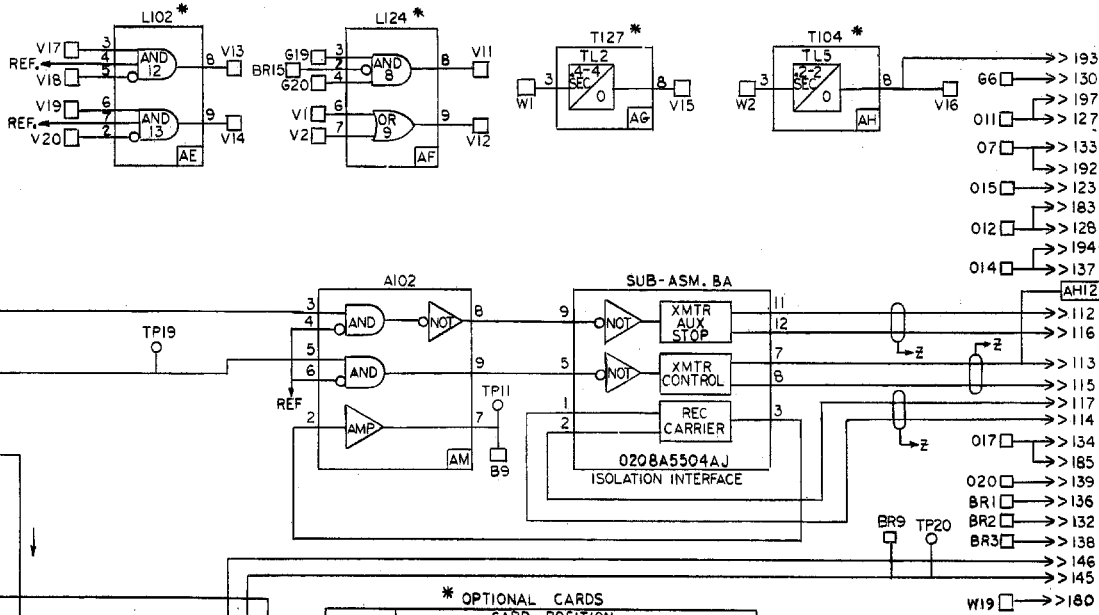 L102 *
V17
3
REF.
4
V18
5
AND
12
8
V13
V19
6
REF.
7
V20
2
AND
13
9
V14
AE
L124 *
G19
3
BR15
2
G20
4
AND
8
8
V11
V1
6
V2
7
OR
9
9
V12
AF
T127 *
TL2
W1
3
.4-4
SEC
0
8
V15
AG
T104 *
TL5
W2
3
.2-2
SEC
0
8
V16
AH
193
G6
130
197
O11
127
O7
133
192
O15
123
183
O12
128
194
O14
137
AH12
112
116
113
115
117
114
O17
134
185
O20
139
BR1
136
BR2
132
BR3
138
146
145
W19
180
TP19
A102
3
4
AND
NOT
8
5
6
AND
9
REF
2
AMP
7
TP11
B9
AM
SUB-ASM. BA
9
NOT
XMTR
AUX
STOP
11
12
5
NOT
XMTR
CONTROL
7
8
1
2
REC
CARRIER
3
0208A5504AJ
ISOLATION INTERFACE
Z
Z
Z
BR9
TP20
* OPTIONAL CARDS
CARD POSITION